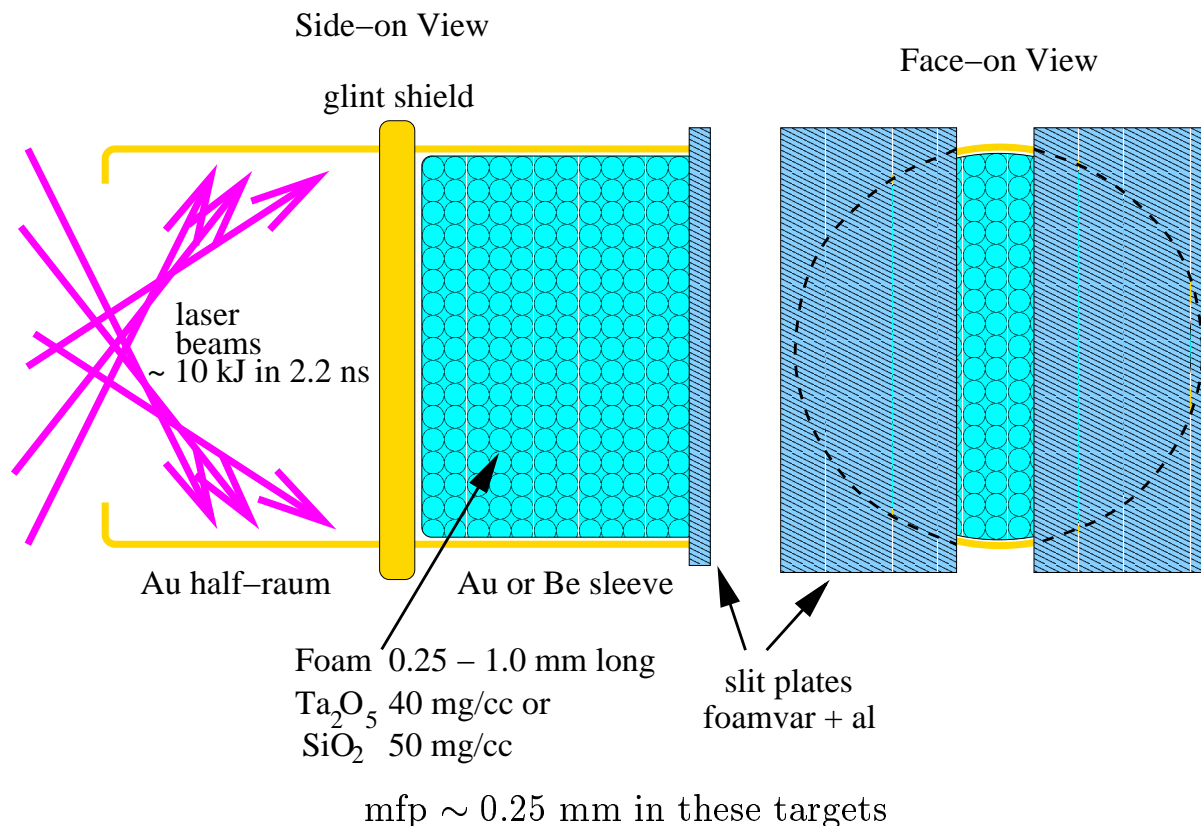 Side−on View
Face−on View
glint shield
laser
beams
~ 10 kJ in 2.2 ns
Au half−raum
Au or Be sleeve
Foam 0.25 − 1.0 mm long
Ta₂O₅ 40 mg/cc or
SiO₂ 50 mg/cc
slit plates
foamvar + al
mfp ∼ 0.25 mm in these targets